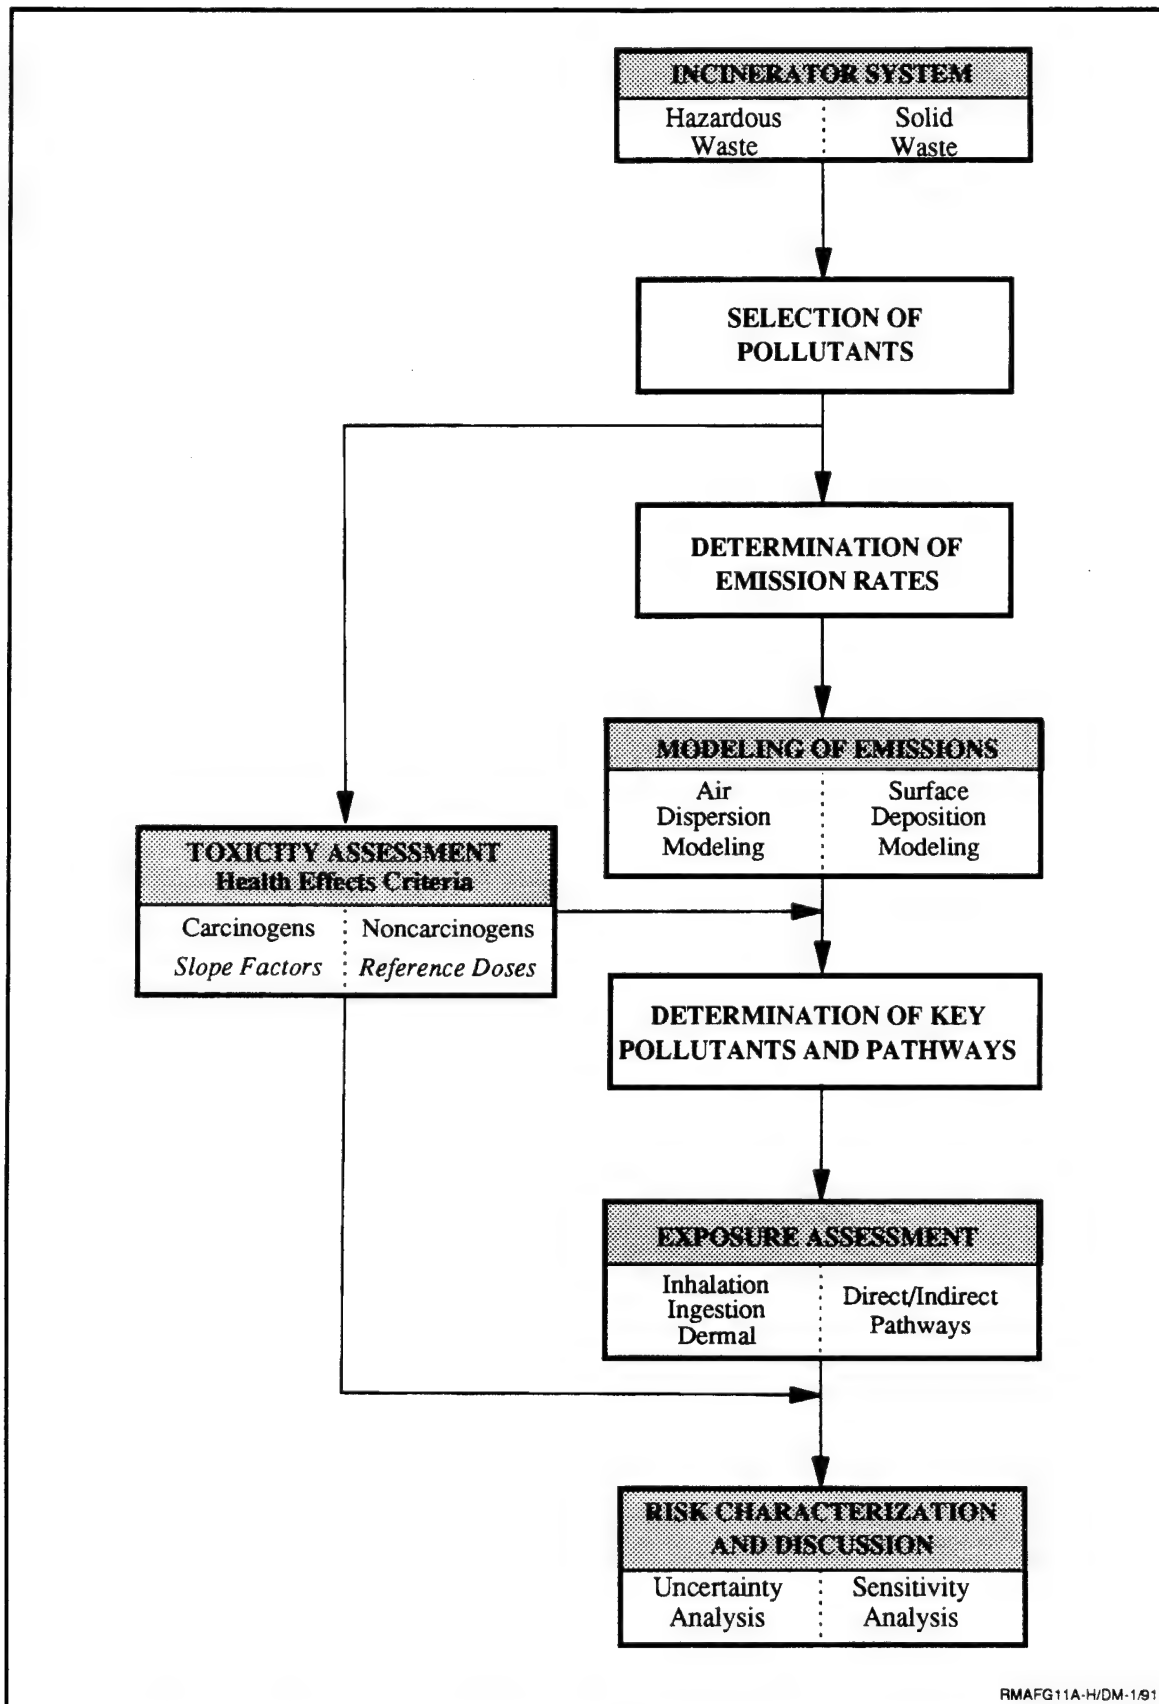 INCINERATOR SYSTEM
Hazardous
Waste
Solid
Waste
SELECTION OF
POLLUTANTS
DETERMINATION OF
EMISSION RATES
MODELING OF EMISSIONS
Air
Dispersion
Modeling
Surface
Deposition
Modeling
TOXICITY ASSESSMENT
Health Effects Criteria
Carcinogens
Slope Factors
Noncarcinogens
Reference Doses
DETERMINATION OF KEY
POLLUTANTS AND PATHWAYS
EXPOSURE ASSESSMENT
Inhalation
Ingestion
Dermal
Direct/Indirect
Pathways
RISK CHARACTERIZATION
AND DISCUSSION
Uncertainty
Analysis
Sensitivity
Analysis
RMAFG11A-H/DM-1/91